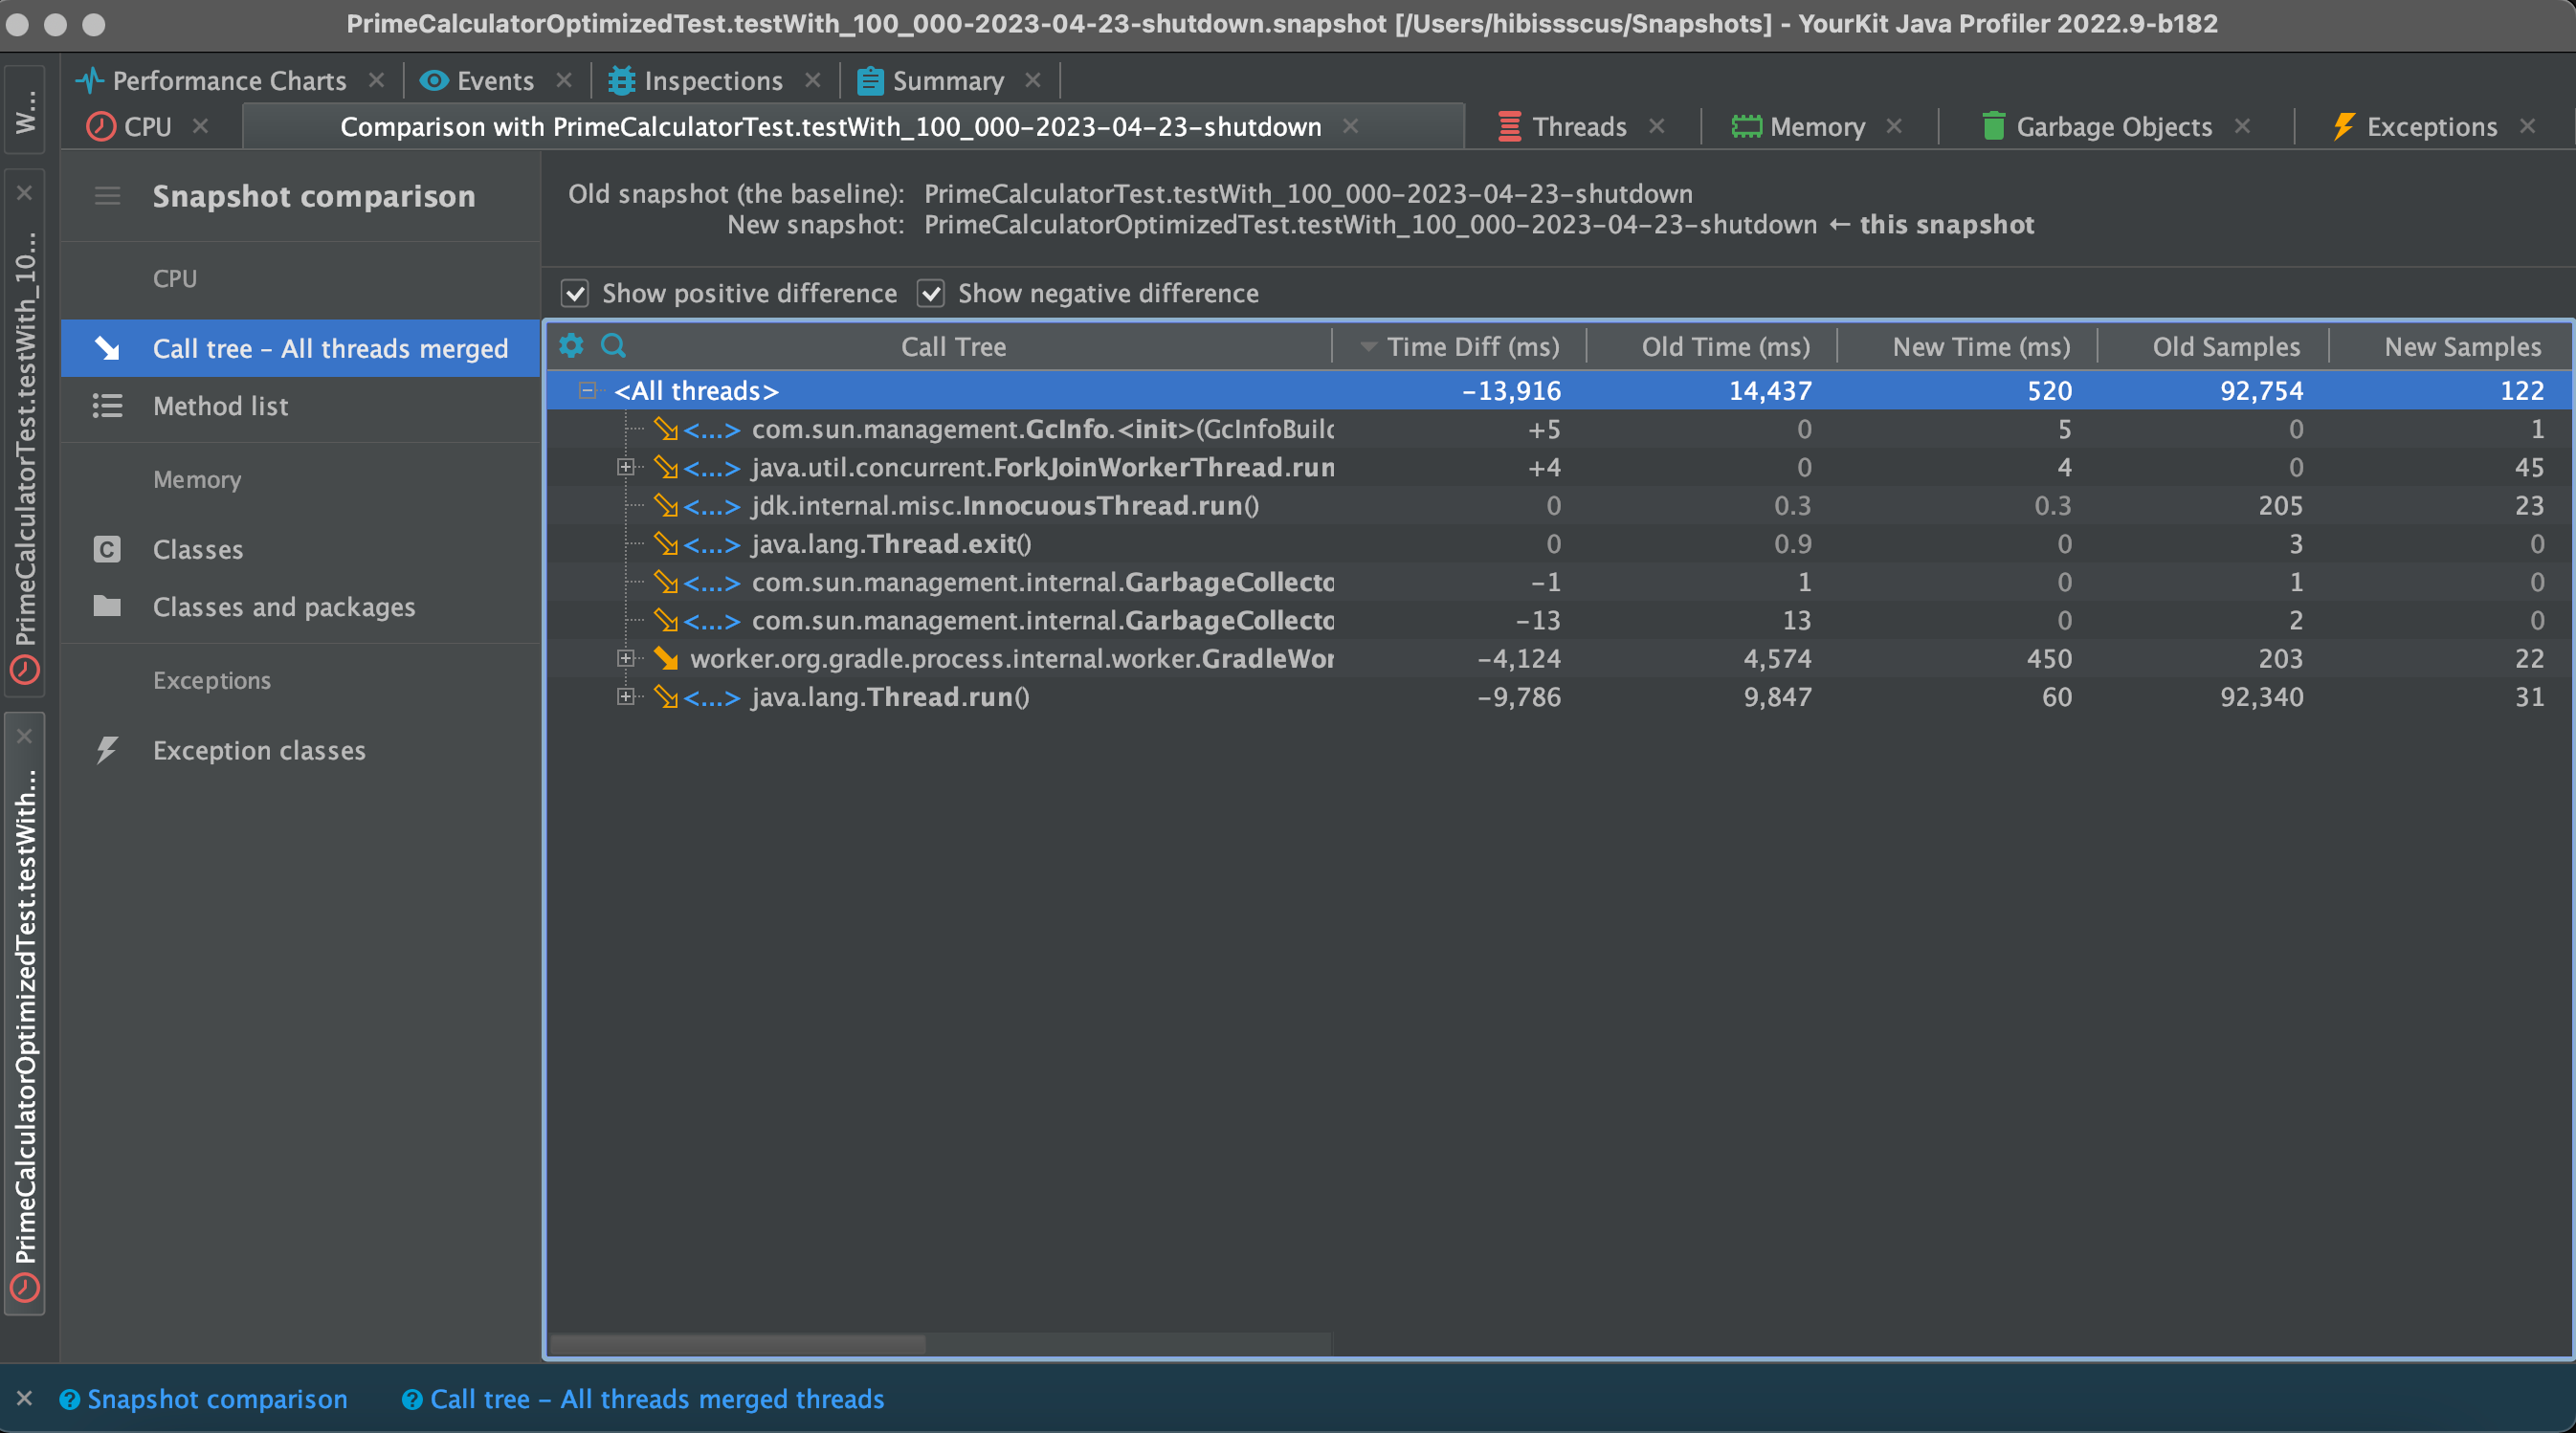 PrimeCalculatorOptimizedTest.testWith_100_000-2023-04-23-shutdown.snapshot [/Users/hibissscus/Snapshots] - YourKit Java Profiler 2022.9-b182
Performance Charts Events Inspections Summary
CPU Comparison with PrimeCalculatorTest.testWith_100_000-2023-04-23-shutdown Threads Memory Garbage Objects Exceptions
W...
PrimeCalculatorTest.testWith_10...
PrimeCalculatorOptimizedTest.testWith...
Snapshot comparison
CPU
Call tree – All threads merged
Method list
Memory
Classes
Classes and packages
Exceptions
Exception classes
Old snapshot (the baseline): PrimeCalculatorTest.testWith_100_000-2023-04-23-shutdown
New snapshot: PrimeCalculatorOptimizedTest.testWith_100_000-2023-04-23-shutdown ← this snapshot
Show positive difference Show negative difference
Call Tree Time Diff (ms) Old Time (ms) New Time (ms) Old Samples New Samples
<All threads> -13,916 14,437 520 92,754 122
<...> com.sun.management.GcInfo.<init>(GcInfoBuild +5 0 5 0 1
<...> java.util.concurrent.ForkJoinWorkerThread.run +4 0 4 0 45
<...> jdk.internal.misc.InnocuousThread.run() 0 0.3 0.3 205 23
<...> java.lang.Thread.exit() 0 0.9 0 3 0
<...> com.sun.management.internal.GarbageCollecto -1 1 0 1 0
<...> com.sun.management.internal.GarbageCollecto -13 13 0 2 0
worker.org.gradle.process.internal.worker.GradleWor -4,124 4,574 450 203 22
<...> java.lang.Thread.run() -9,786 9,847 60 92,340 31
Snapshot comparison Call tree – All threads merged threads